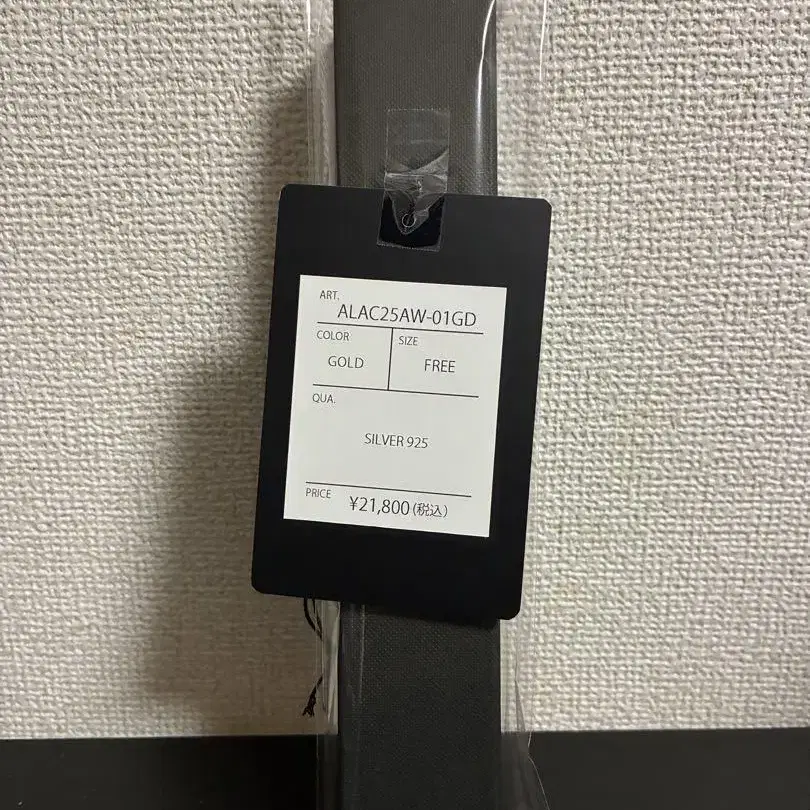 ART.
ALAC25AW-01GD
COLOR
SIZE
GOLD
FREE
QUA.
SILVER 925
PRICE
¥21,800(税込)